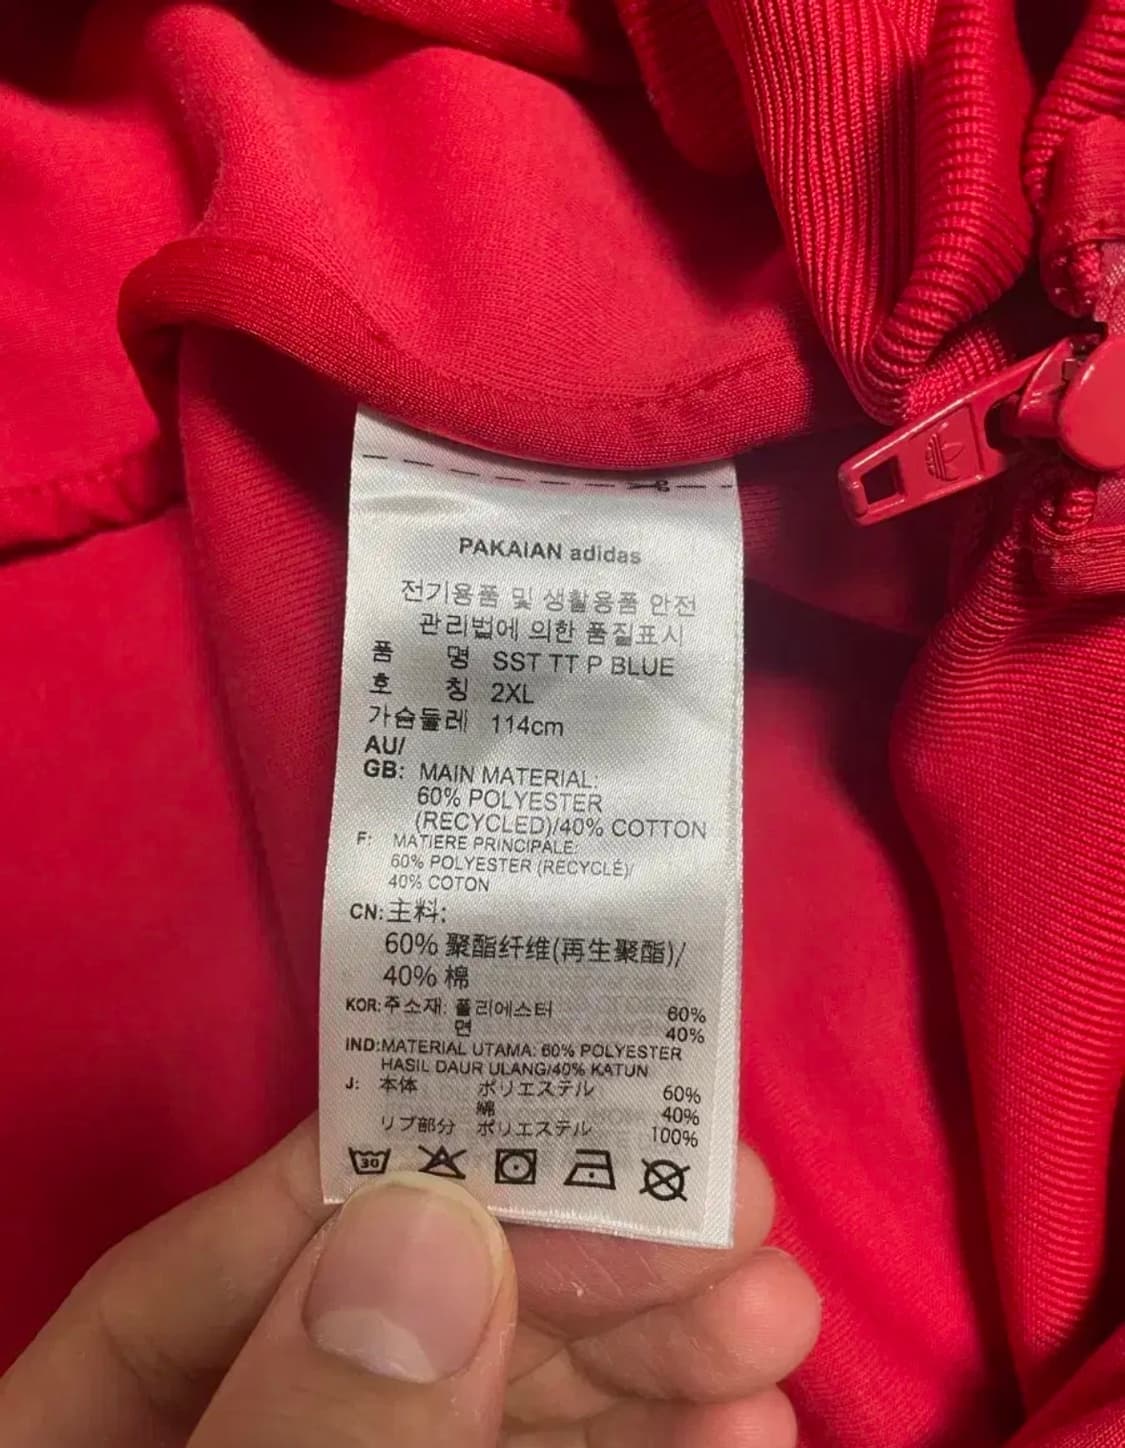 PAKAIAN adidas
전기용품 및 생활용품 안전
관리법에 의한 품질표시
품 명 SST TT P BLUE
호 칭 2XL
가슴둘레 114cm
AU/
GB: MAIN MATERIAL:
60% POLYESTER
(RECYCLED)/40% COTTON
F: MATIERE PRINCIPALE:
60% POLYESTER (RECYCLÉ)/
40% COTON
CN: 主料:
60% 聚酯纤维(再生聚酯)/
40% 棉
KOR: 주소재: 폴리에스터 60%
면 40%
IND: MATERIAL UTAMA: 60% POLYESTER
HASIL DAUR ULANG/40% KATUN
J: 本体 ポリエステル 60%
綿 40%
リブ部分 ポリエステル 100%
30